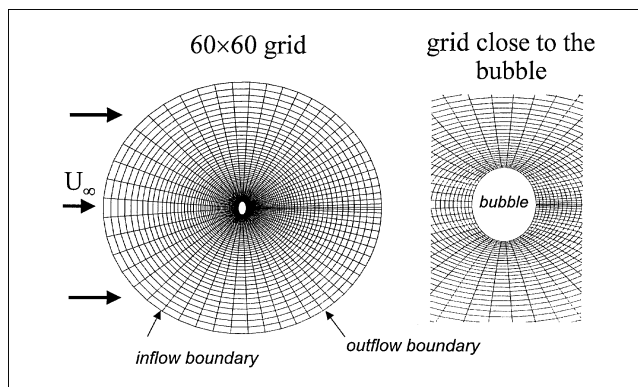 60×60 grid
grid close to the
bubble
U∞
bubble
inflow boundary
outflow boundary